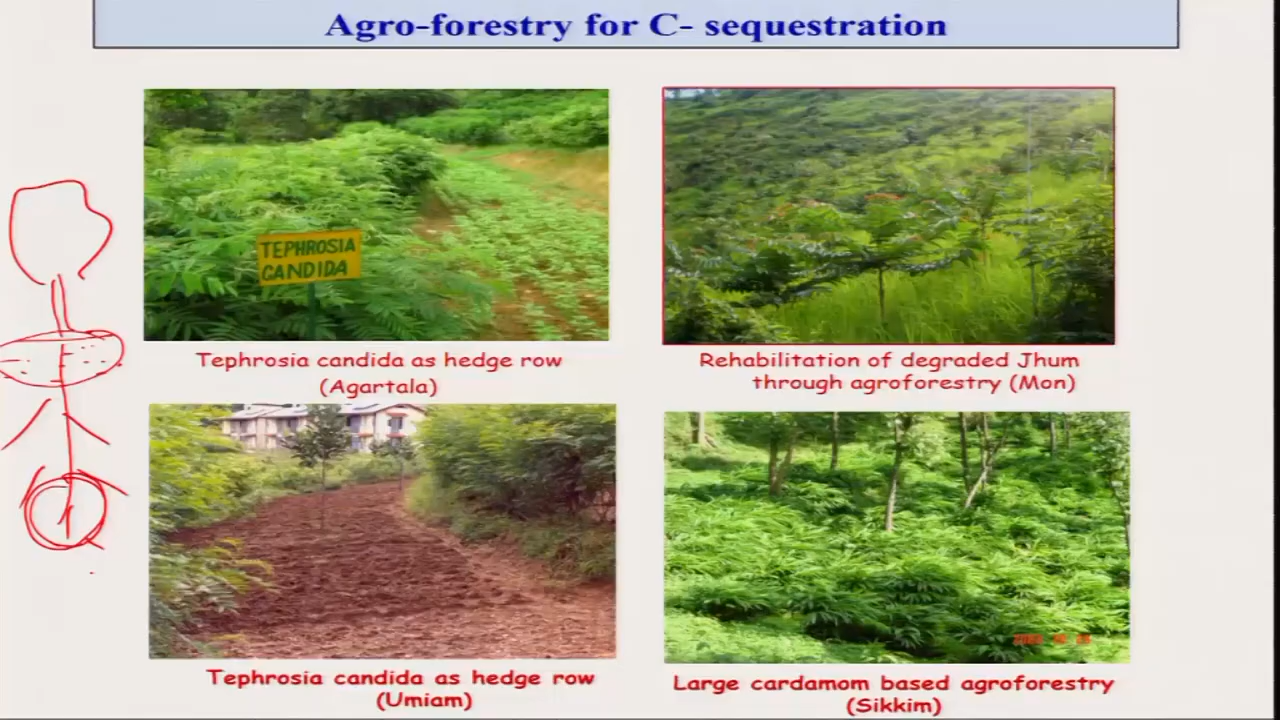 Agro-forestry for C- sequestration
TEPHROSIA
CANDIDA
Tephrosia candida as hedge row
(Agartala)
Rehabilitation of degraded Jhum
through agroforestry (Mon)
Tephrosia candida as hedge row
(Umiam)
Large cardamom based agroforestry
(Sikkim)